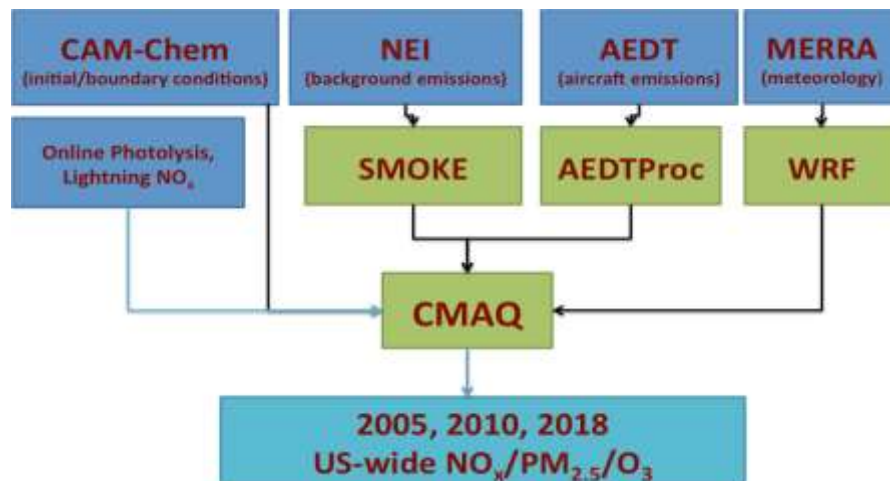 CAM-Chem
(initial/boundary conditions)
NEI
(background emissions)
AEDT
(aircraft emissions)
MERRA
(meteorology)
Online Photolysis,
Lightning NOx
SMOKE
AEDTProc
WRF
CMAQ
2005, 2010, 2018
US-wide NOx/PM2.5/O3